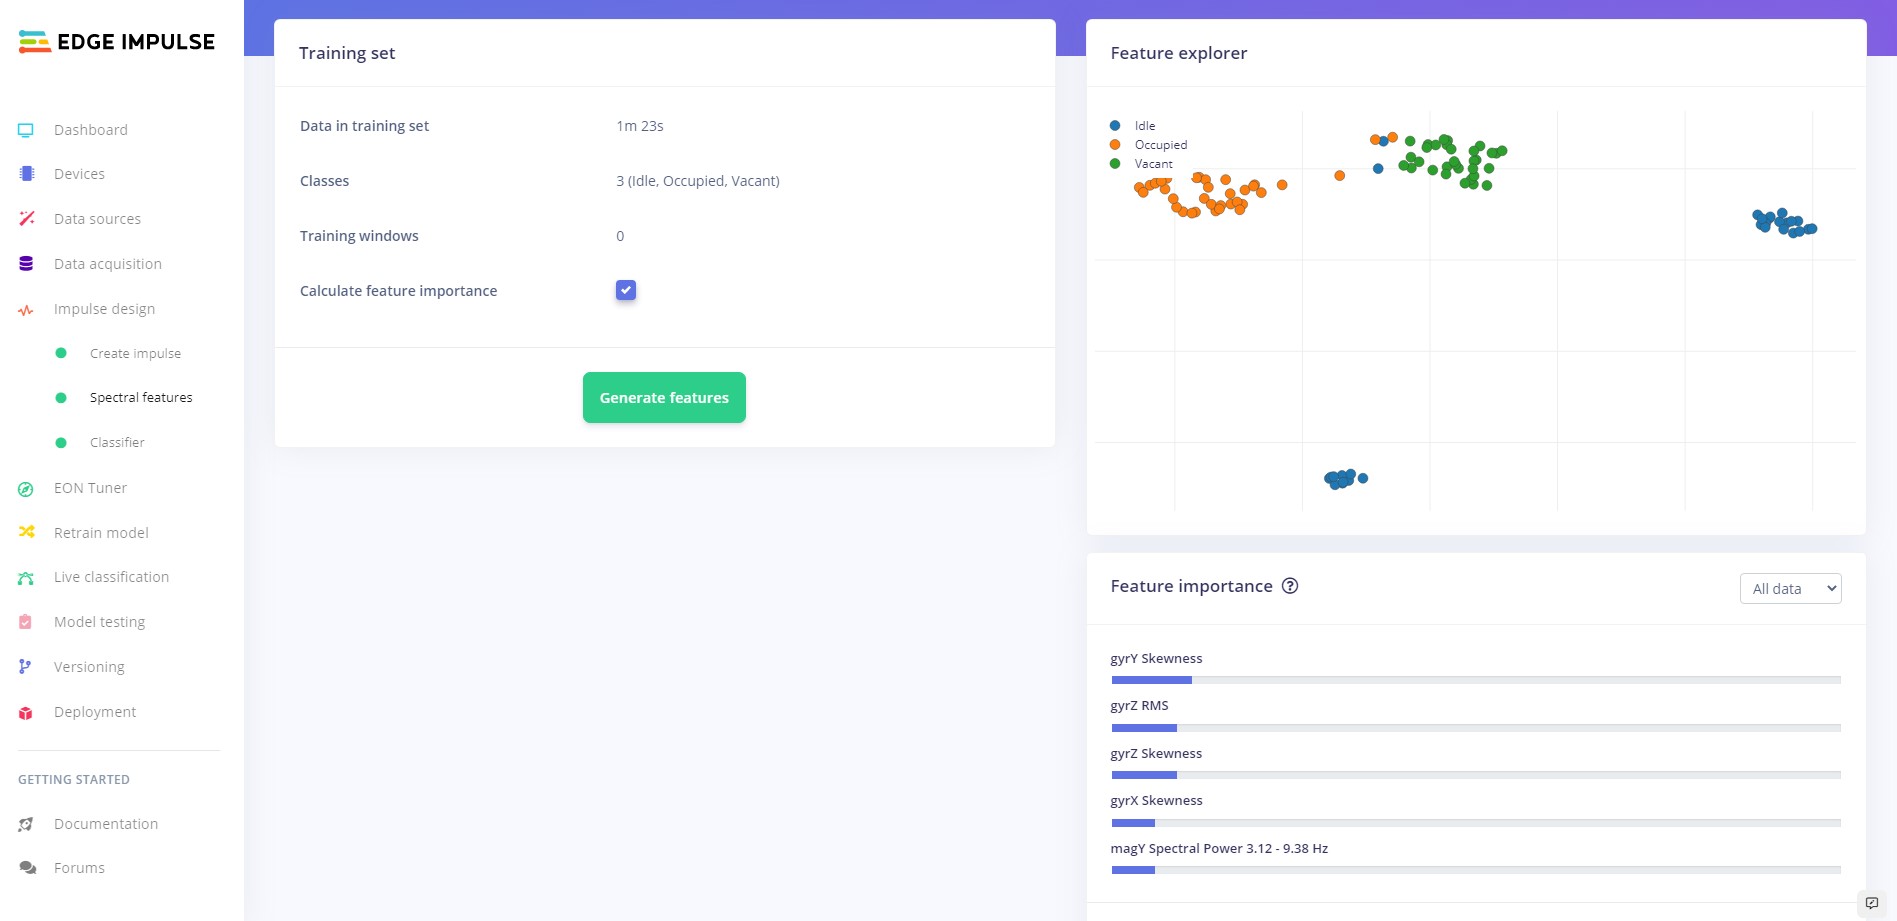 EDGE IMPULSE
Dashboard
Devices
Data sources
Data acquisition
Impulse design
Create impulse
Spectral features
Classifier
EON Tuner
Retrain model
Live classification
Model testing
Versioning
Deployment
GETTING STARTED
Documentation
Forums
Training set
Data in training set 1m 23s
Classes 3 (Idle, Occupied, Vacant)
Training windows 0
Calculate feature importance
Generate features
Feature explorer
Idle
Occupied
Vacant
Feature importance ?
All data
gyrY Skewness
gyrZ RMS
gyrZ Skewness
gyrX Skewness
magY Spectral Power 3.12 - 9.38 Hz